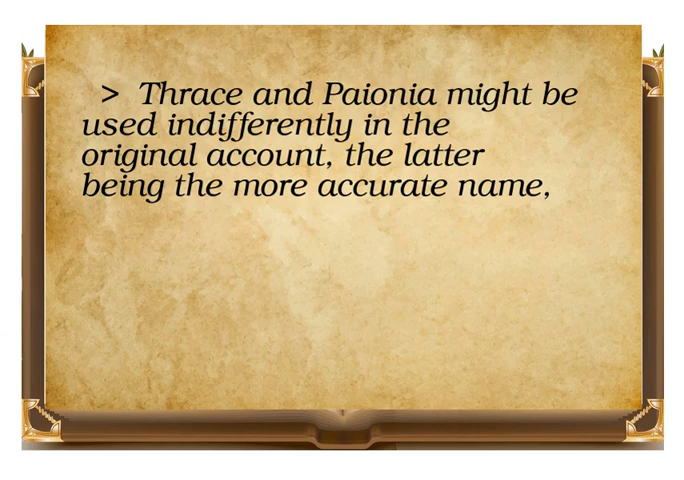 > Thrace and Paionia might be
used indifferently in the
original account, the latter
being the more accurate name,